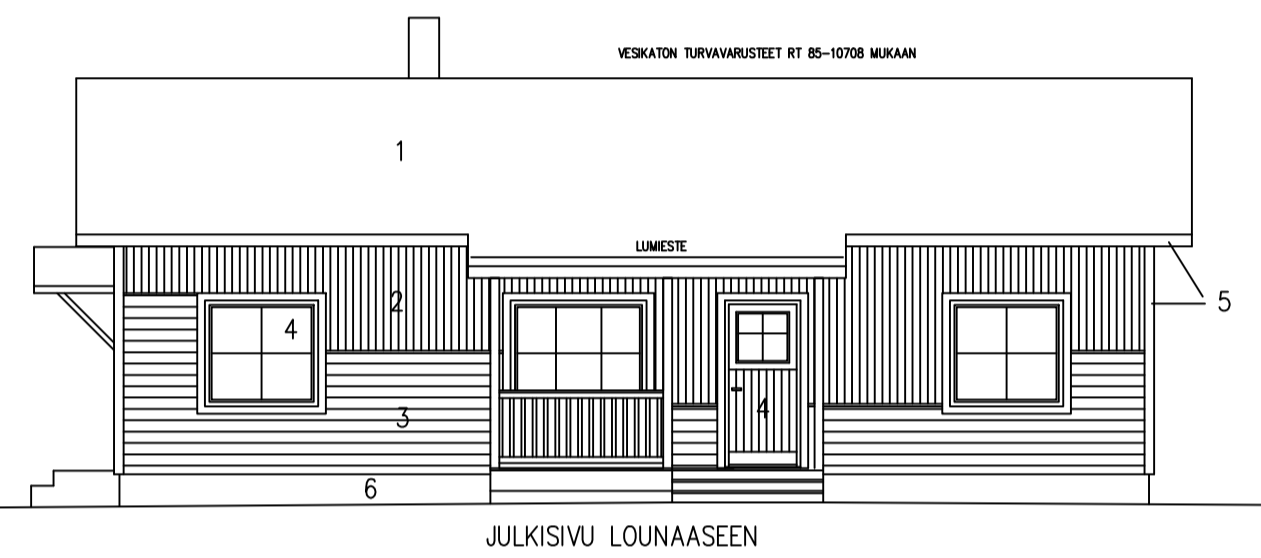 VESIKATON TURVAVARUSTEET RT 85-10708 MUKAAN
1
LUMIESTE
2
5
4
3
4
6
JULKISIVU LOUNAASEEN